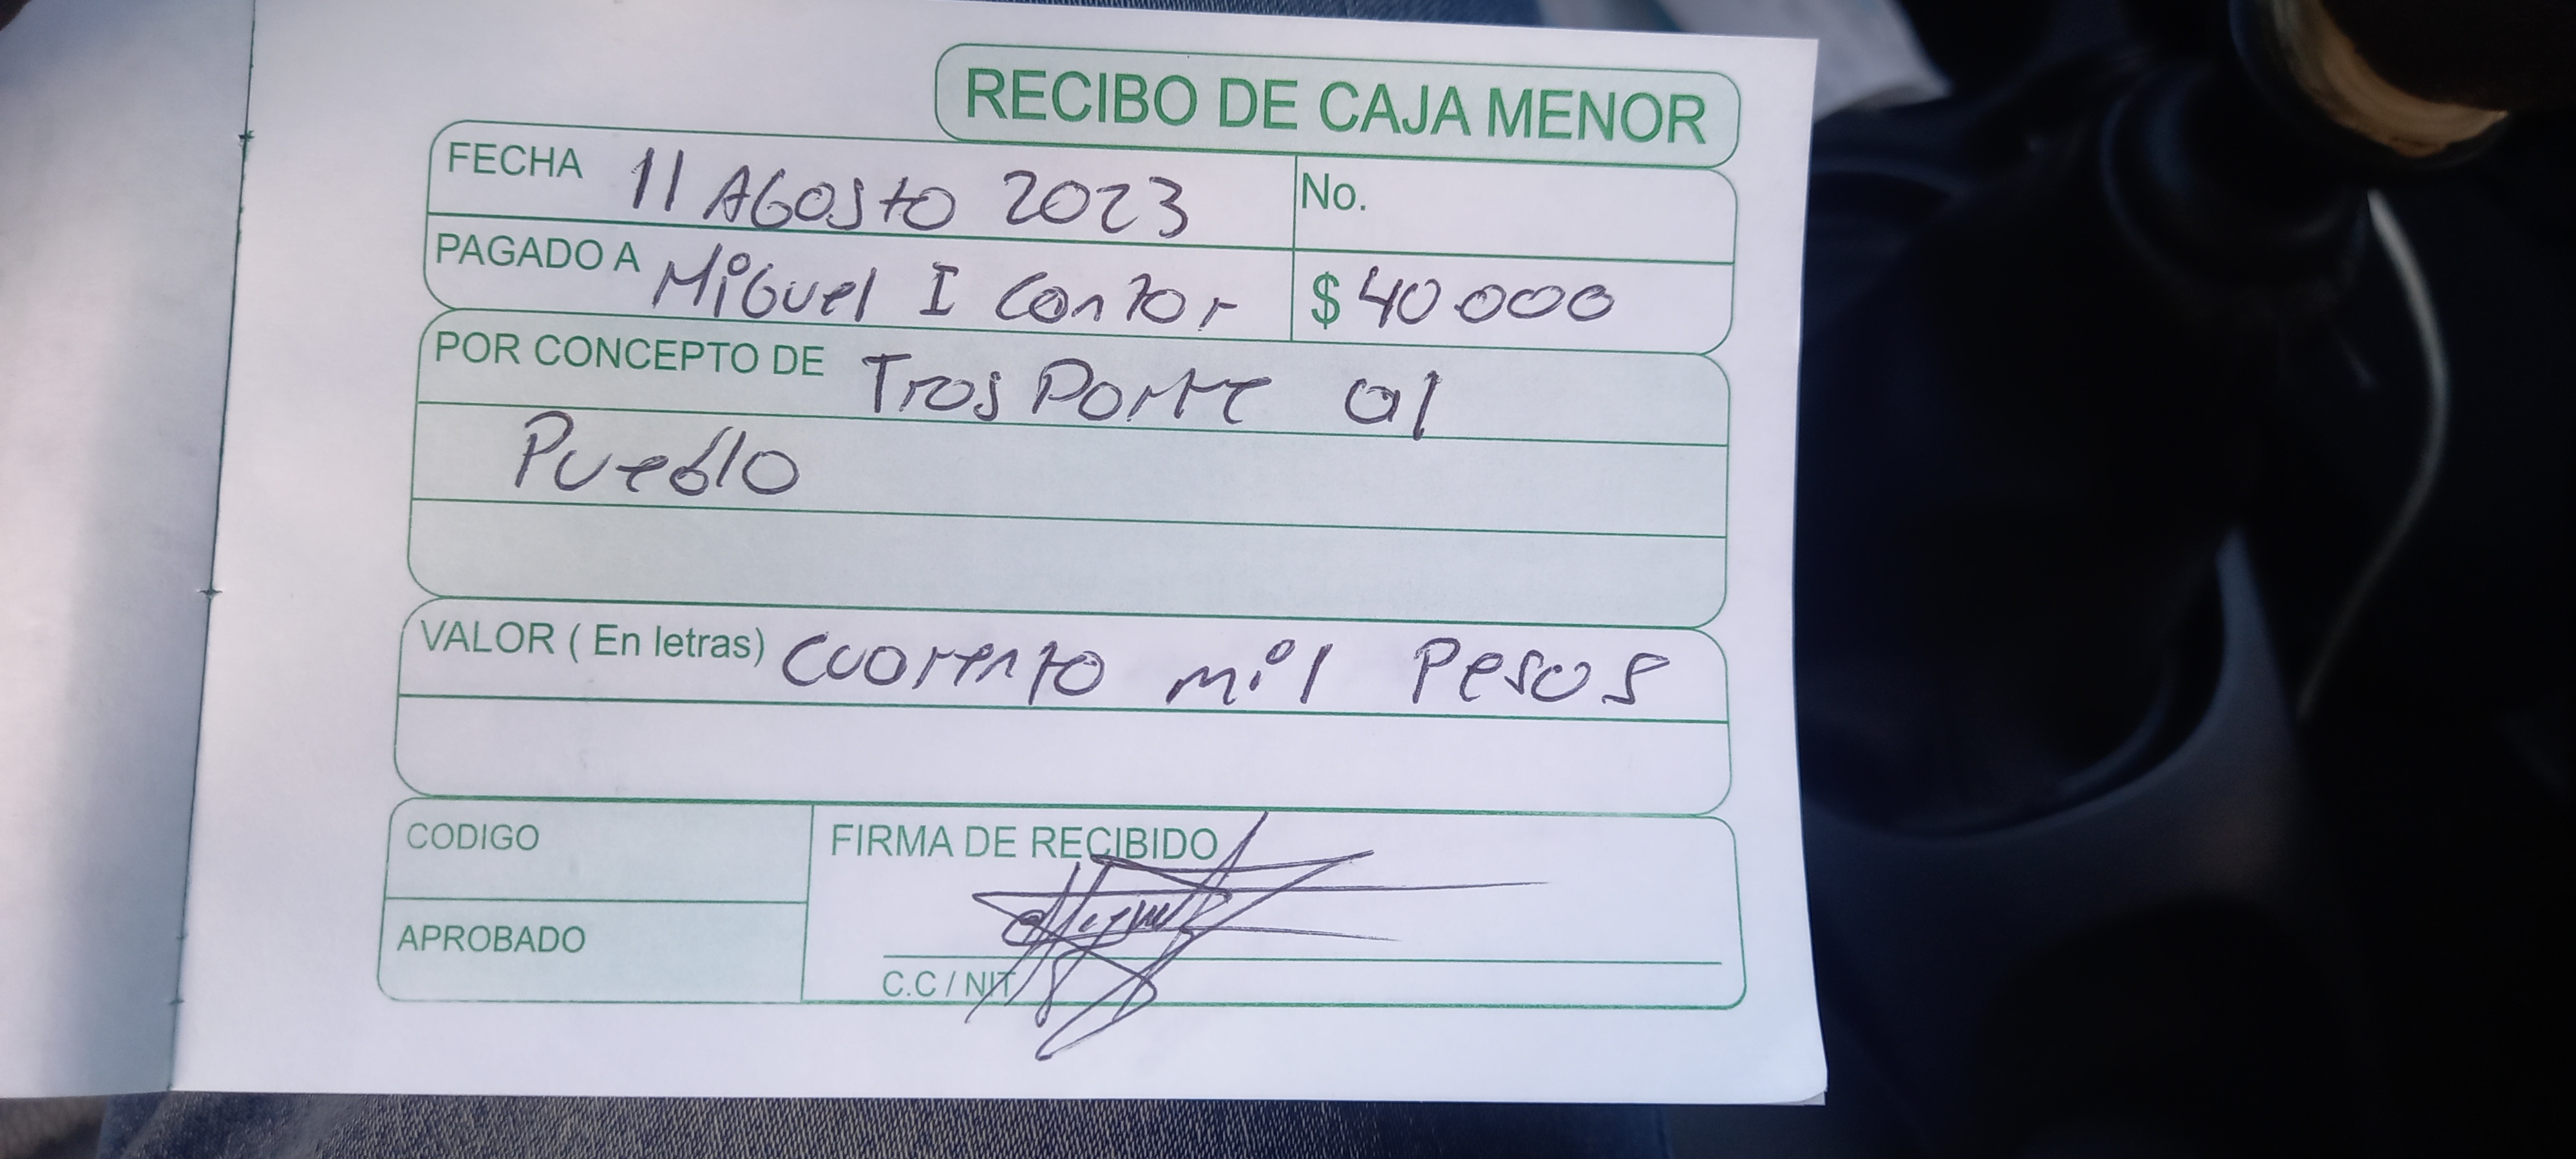 RECIBO DE CAJA MENOR
FECHA 11 AGOSTO 2023 No.
PAGADO A MiGuel I Contor $ 40 000
POR CONCEPTO DE TrasPorte al
Pueblo
VALOR ( En letras) Cuarenta mil Pesos
CODIGO FIRMA DE RECIBIDO
APROBADO
C.C / NIT